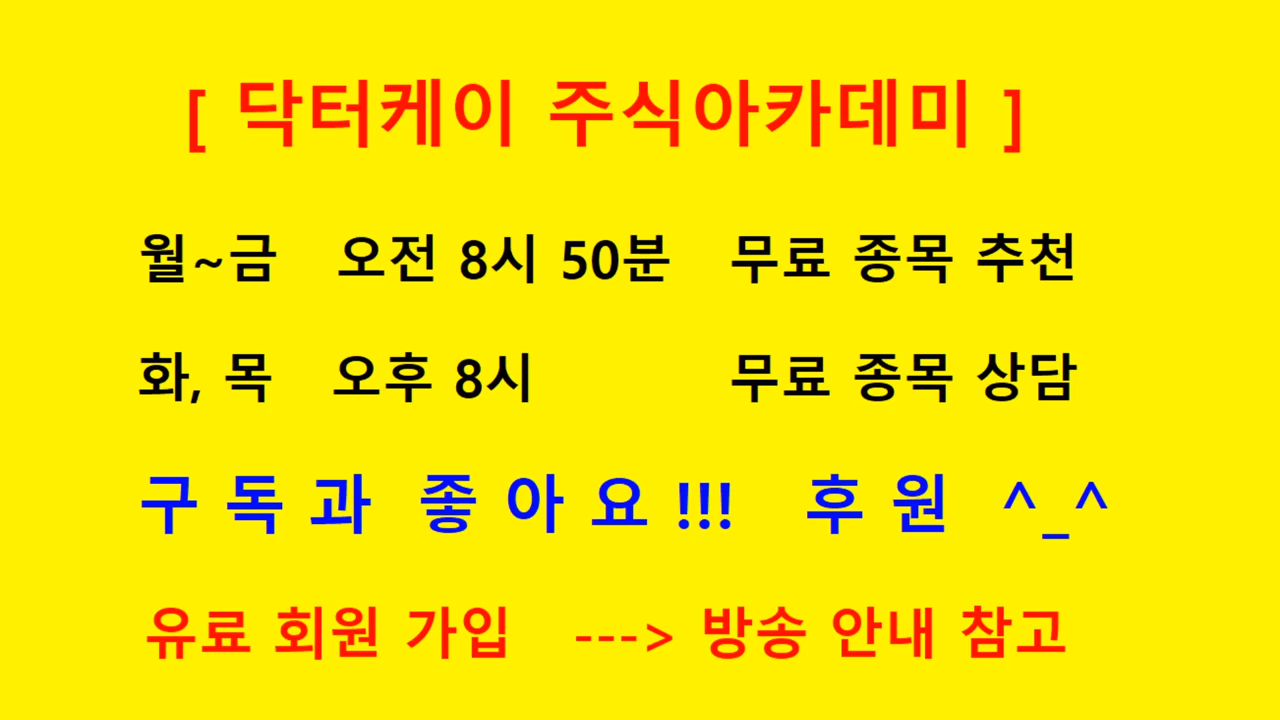 [ 닥터케이 주식아카데미 ]
월~금 오전 8시 50분 무료 종목 추천
화, 목 오후 8시 무료 종목 상담
구 독 과 좋 아 요 !!! 후 원 ^_^
유료 회원 가입 ---> 방송 안내 참고